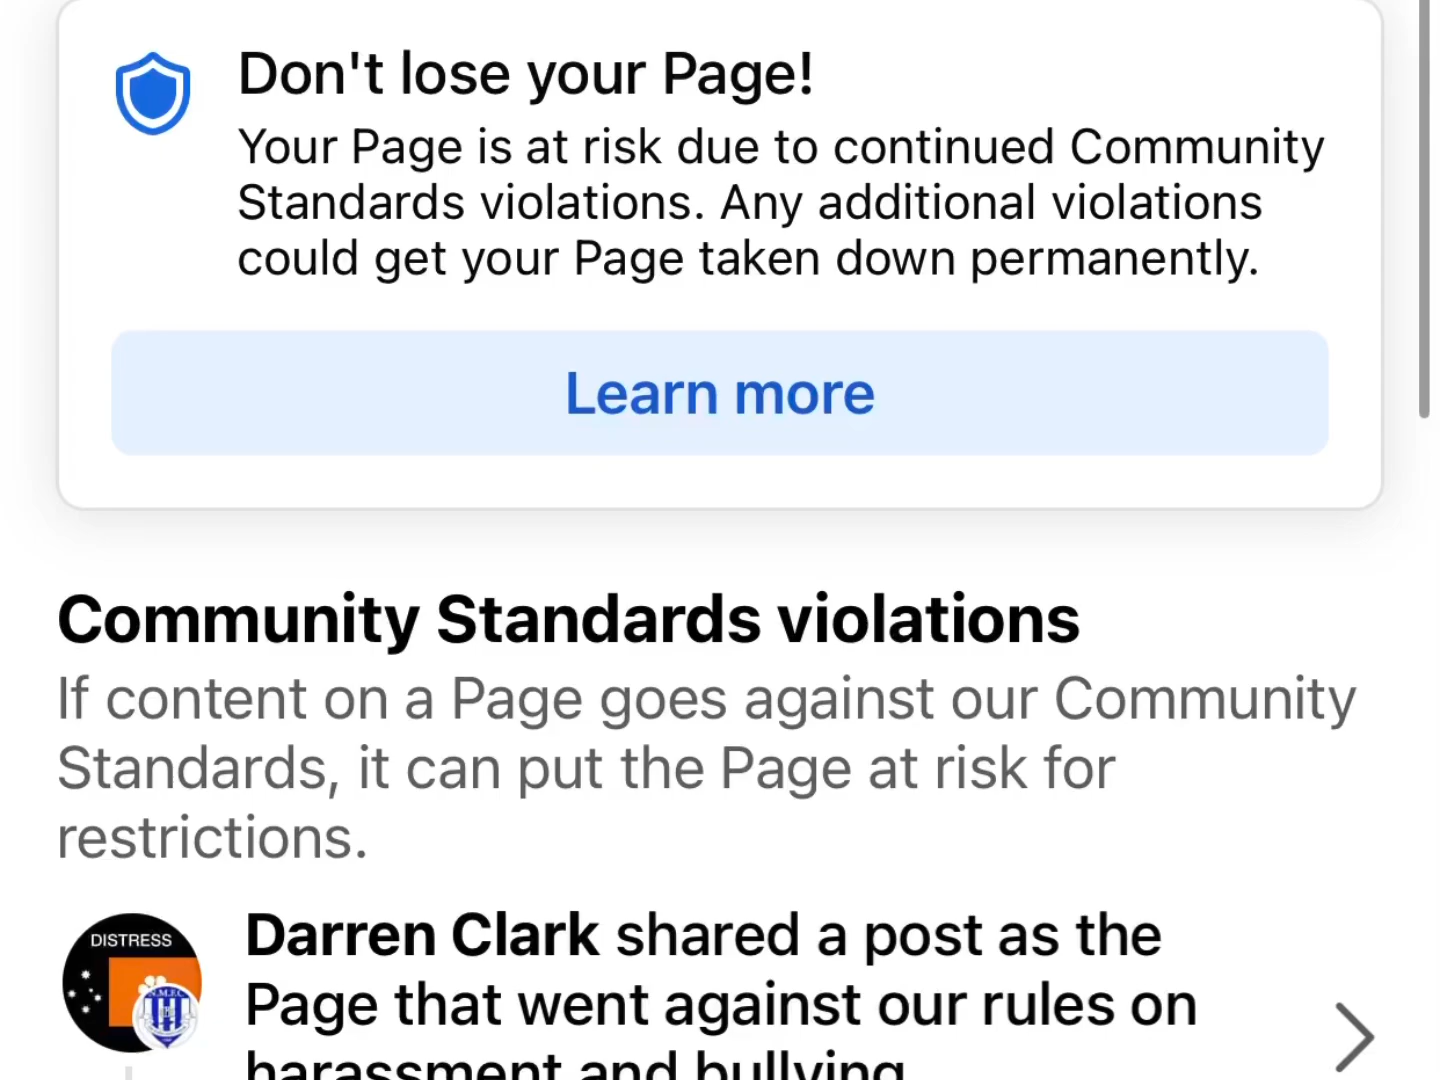 Don't lose your Page!
Your Page is at risk due to continued Community
Standards violations. Any additional violations
could get your Page taken down permanently.
Learn more
Community Standards violations
If content on a Page goes against our Community
Standards, it can put the Page at risk for
restrictions.
DISTRESS
Darren Clark shared a post as the
Page that went against our rules on
harassment and bullying